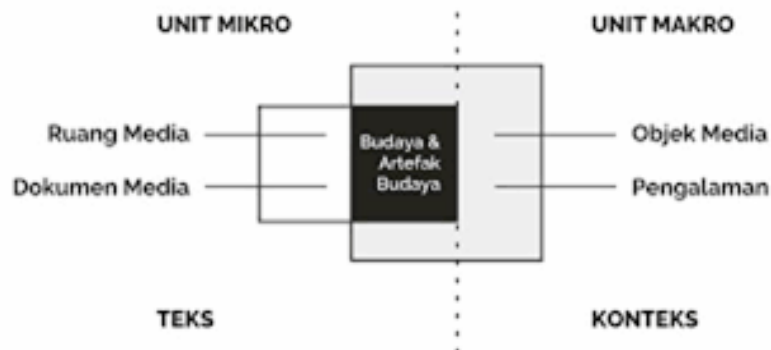 UNIT MIKRO
UNIT MAKRO
Ruang Media
Dokumen Media
Budaya &
Artefak
Budaya
Objek Media
Pengalaman
TEKS
KONTEKS